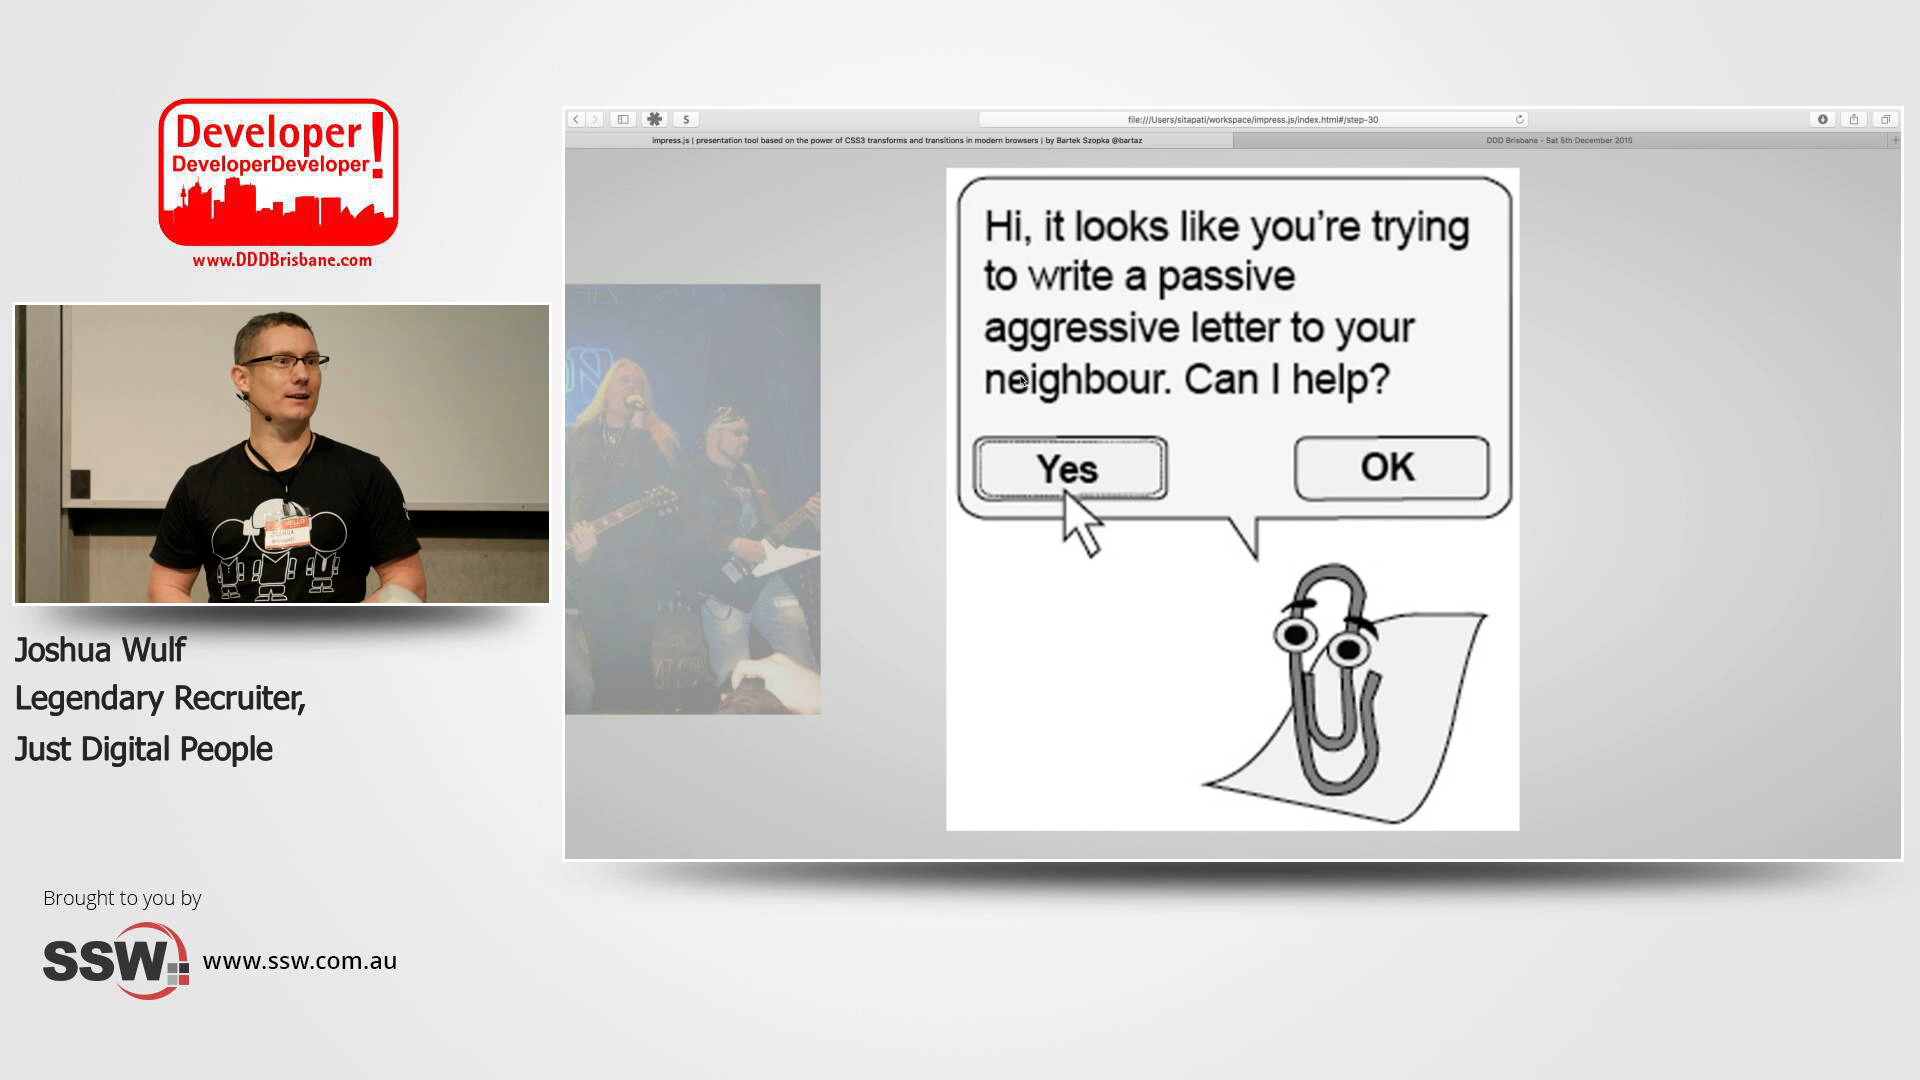 Developer!
DeveloperDeveloper
www.DDDBrisbane.com
Joshua Wulf
Legendary Recruiter,
Just Digital People
Brought to you by
SSW
www.ssw.com.au
S
file:///Users/sitapati/workspace/impress.js/index.html#/step-30
impress.js | presentation tool based on the power of CSS3 transforms and transitions in modern browsers | by Bartek Szopka @bartaz
DDD Brisbane - Sat 5th December 2015
Hi, it looks like you're trying
to write a passive
aggressive letter to your
neighbour. Can I help?
Yes
OK
HELLO
Joshua